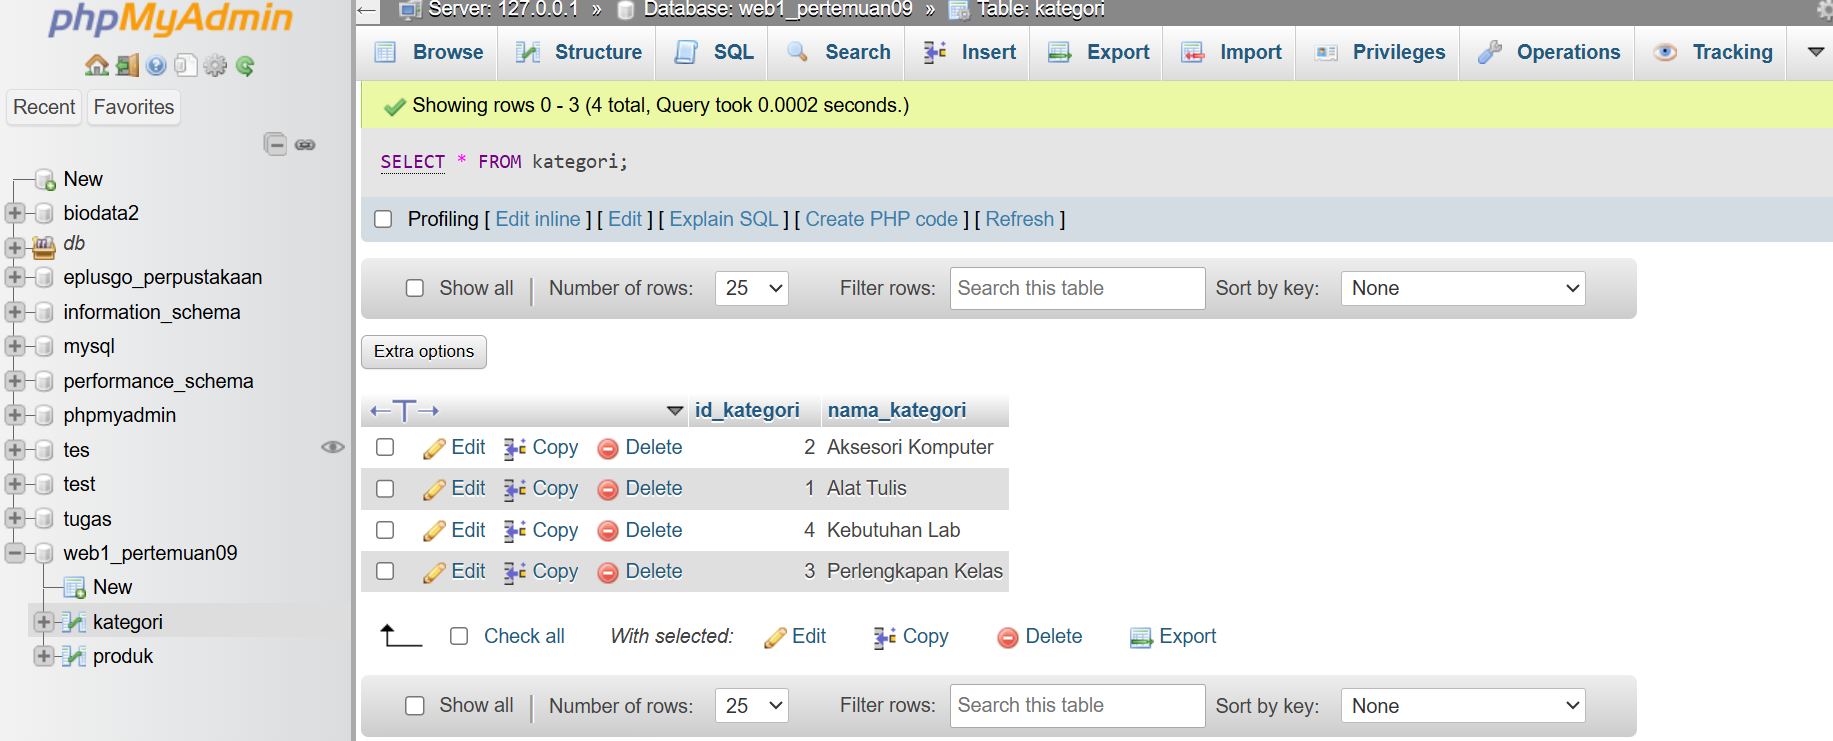 phpMyAdmin
Recent Favorites
New
biodata2
db
eplusgo_perpustakaan
information_schema
mysql
performance_schema
phpmyadmin
tes
test
tugas
web1_pertemuan09
New
kategori
produk
Server: 127.0.0.1 » Database: web1_pertemuan09 » Table: kategori
Browse Structure SQL Search Insert Export Import Privileges Operations Tracking
Showing rows 0 - 3 (4 total, Query took 0.0002 seconds.)
SELECT * FROM kategori;
Profiling [ Edit inline ] [ Edit ] [ Explain SQL ] [ Create PHP code ] [ Refresh ]
Show all | Number of rows: 25 Filter rows: Search this table Sort by key: None
Extra options
id_kategori nama_kategori
Edit Copy Delete 2 Aksesori Komputer
Edit Copy Delete 1 Alat Tulis
Edit Copy Delete 4 Kebutuhan Lab
Edit Copy Delete 3 Perlengkapan Kelas
Check all With selected: Edit Copy Delete Export
Show all | Number of rows: 25 Filter rows: Search this table Sort by key: None